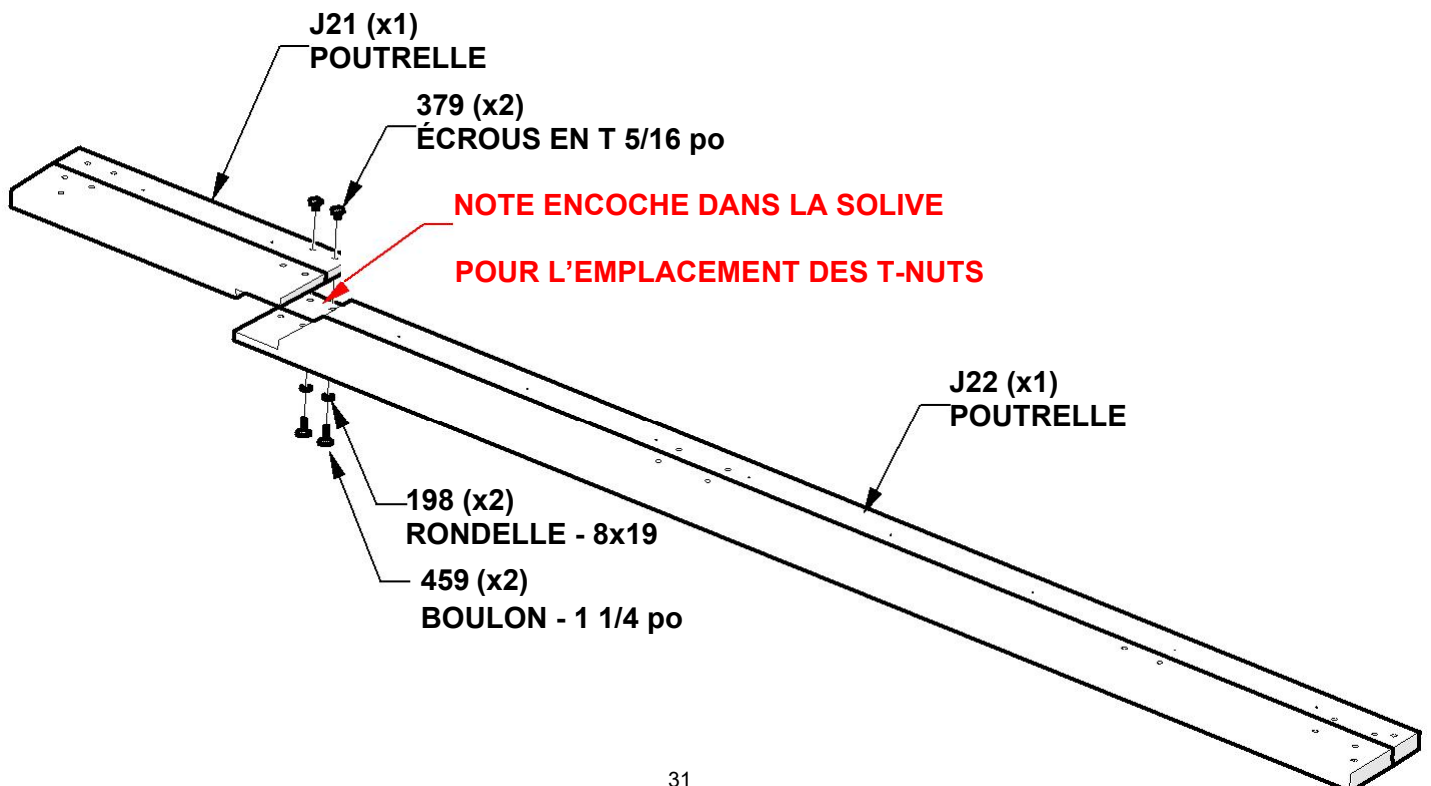 J21 (x1)
POUTRELLE
379 (x2)
ÉCROUS EN T 5/16 po
NOTE ENCOCHE DANS LA SOLIVE
POUR L’EMPLACEMENT DES T-NUTS
J22 (x1)
POUTRELLE
198 (x2)
RONDELLE - 8x19
459 (x2)
BOULON - 1 1/4 po
31